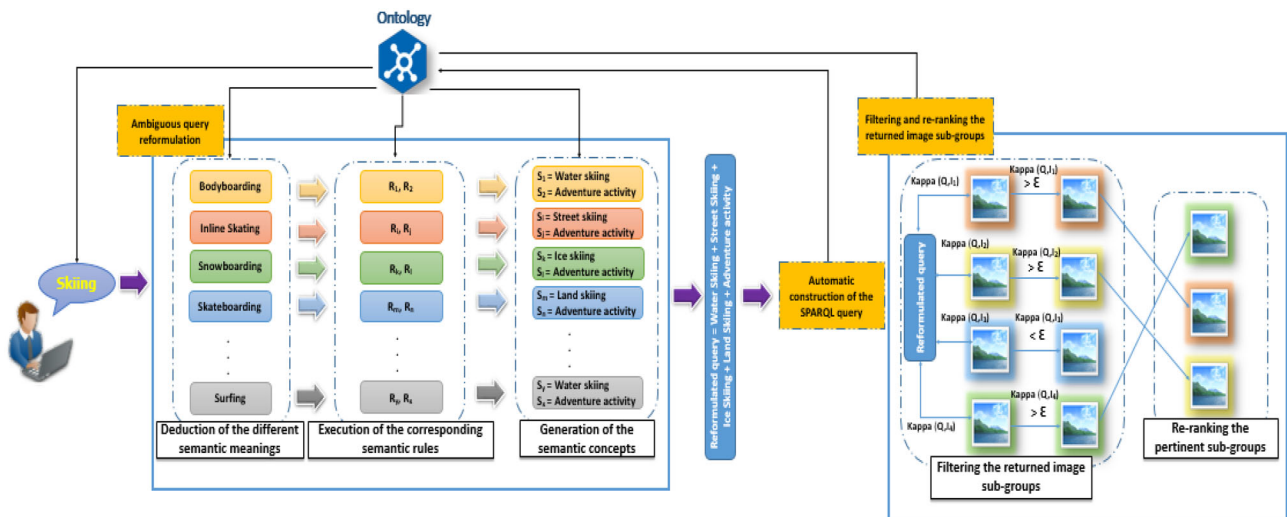 Ontology
Ambiguous query
reformulation
Filtering and re-ranking the
returned image sub-groups
Skiing
Bodyboarding
Inline Skating
Snowboarding
Skateboarding
Surfing
Deduction of the different
semantic meanings
R1, R2
Ri, Rj
Rk, Rl
Rm, Rn
Execution of the corresponding
semantic rules
S1 = Water skiing
S2 = Adventure activity
= Street skiing
= Adventure activity
Sk = Ice skiing
Sl = Adventure activity
Sm = Land skiing
Sn = Adventure activity
= Water skiing
= Adventure activity
Generation of the
semantic concepts
Reformulated query = Water Skiing + Street Skiing +
Ice Skiing + Land Skiing + Adventure activity
Automatic
construction of the
SPARQL query
Reformulated query
Kappa (Q,I1)
Kappa (Q,I1)
> Ɛ
Kappa (Q,I2)
Kappa (Q,I2)
> Ɛ
Kappa (Q,I3)
Kappa (Q,I3)
< Ɛ
Kappa (Q,I4)
Kappa (Q,I4)
> Ɛ
Filtering the returned image
sub-groups
Re-ranking the
pertinent sub-groups